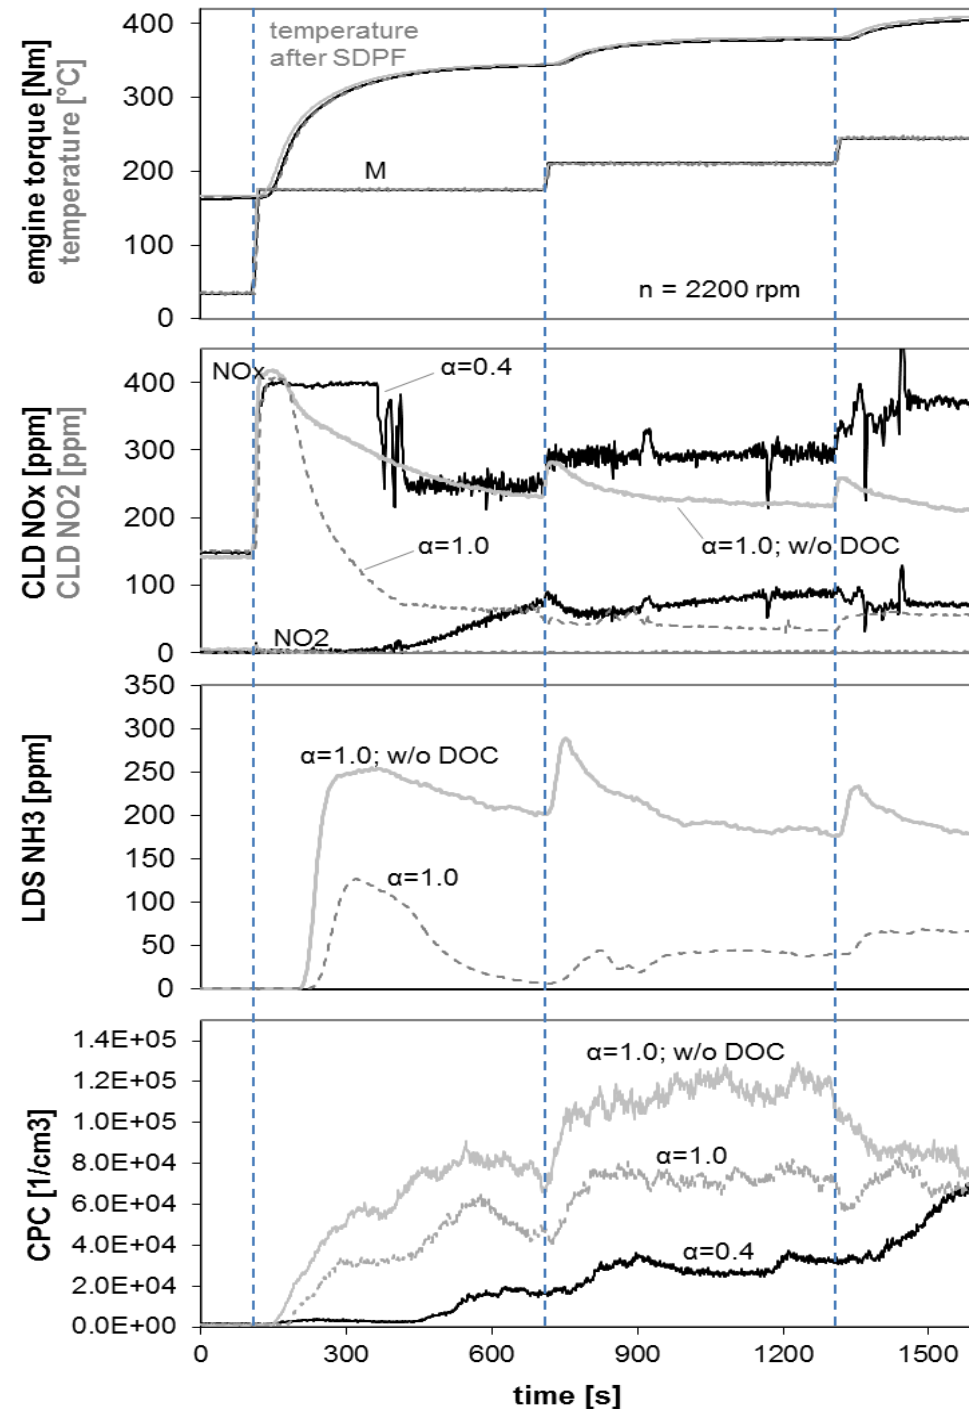 emgine torque [Nm]
temperature [°C]
400
300
200
100
0
temperature
after SDPF
M
n = 2200 rpm
CLD NOx [ppm]
CLD NO2 [ppm]
400
300
200
100
0
NOx
α=0.4
α=1.0
α=1.0; w/o DOC
NO2
LDS NH3 [ppm]
350
300
250
200
150
100
50
0
α=1.0; w/o DOC
α=1.0
CPC [1/cm3]
1.4E+05
1.2E+05
1.0E+05
8.0E+04
6.0E+04
4.0E+04
2.0E+04
0.0E+00
α=1.0; w/o DOC
α=1.0
α=0.4
0 300 600 900 1200 1500
time [s]